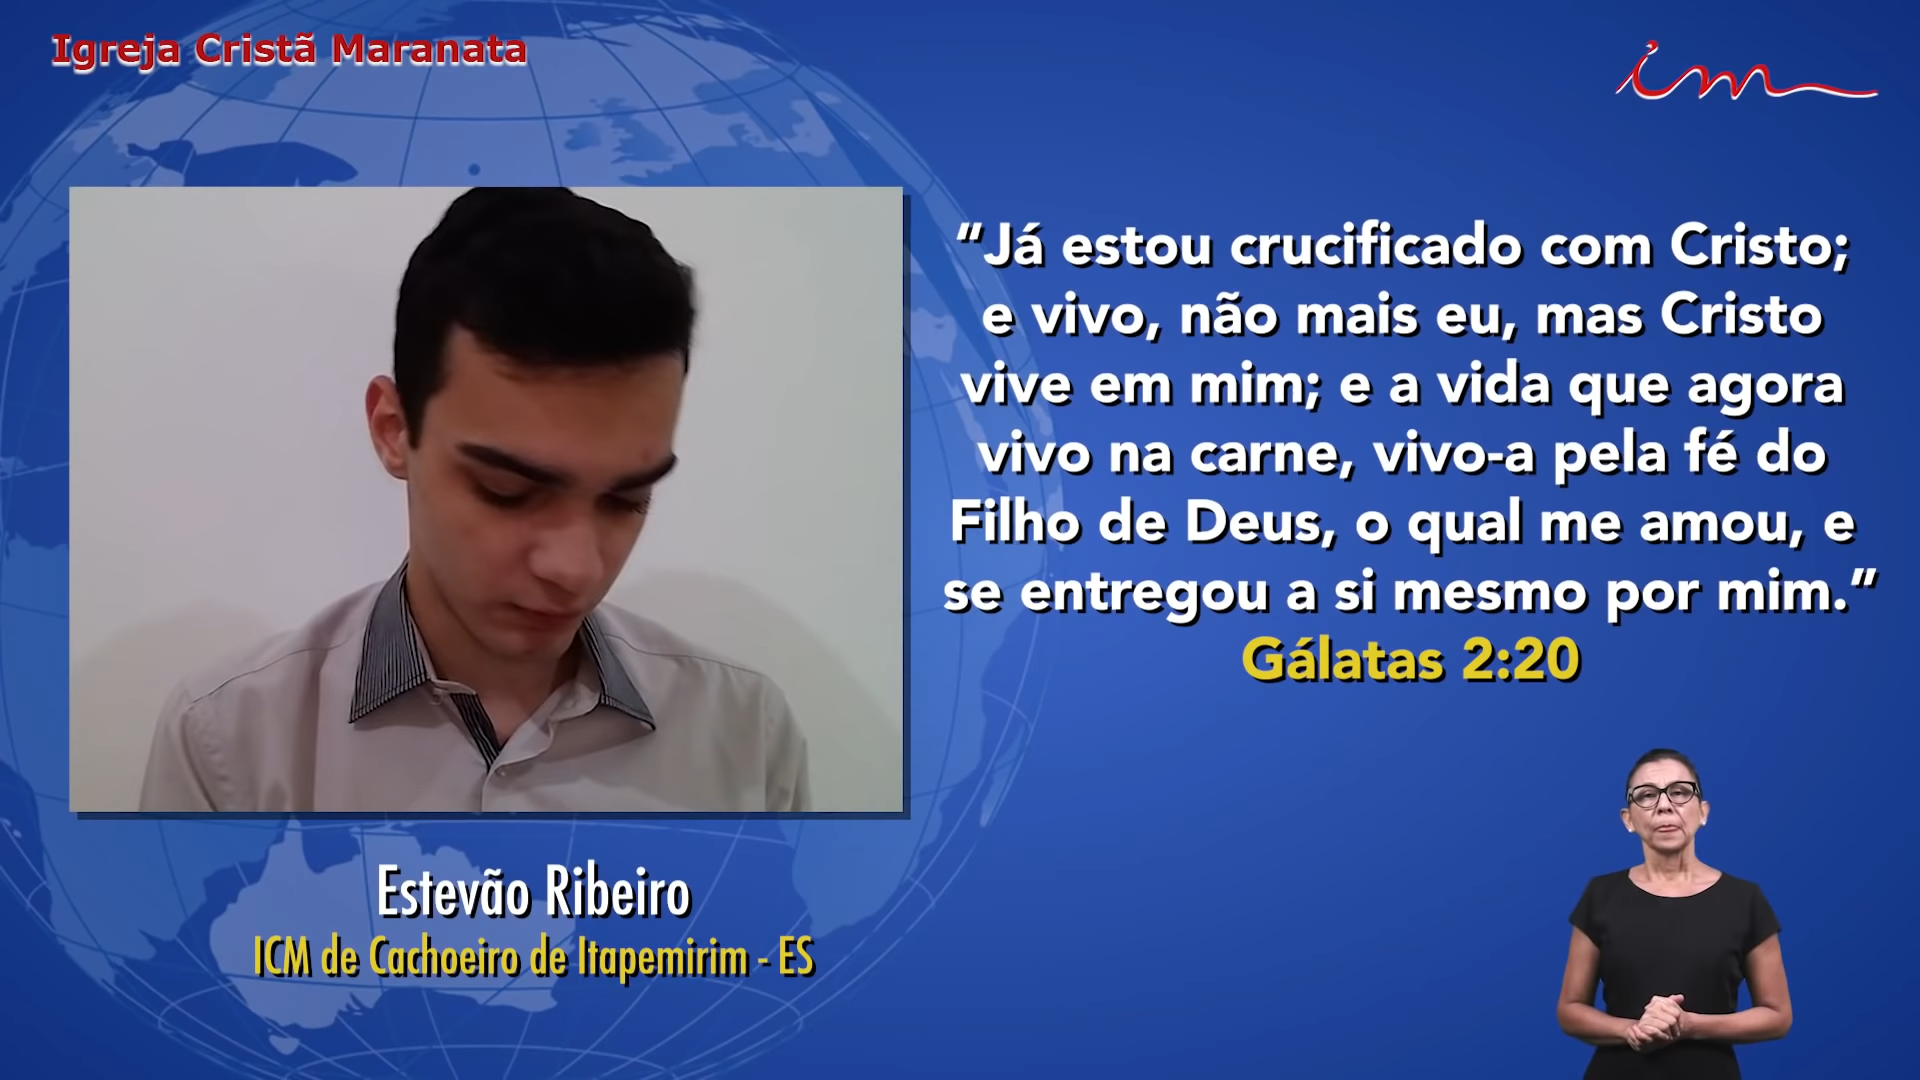 Igreja Cristã Maranata
im
“Já estou crucificado com Cristo;
e vivo, não mais eu, mas Cristo
vive em mim; e a vida que agora
vivo na carne, vivo-a pela fé do
Filho de Deus, o qual me amou, e
se entregou a si mesmo por mim.”
Gálatas 2:20
Estevão Ribeiro
ICM de Cachoeiro de Itapemirim - ES